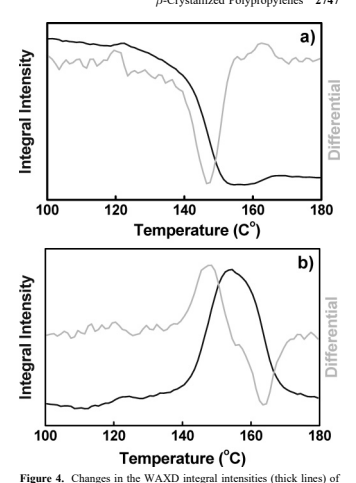 β-Crystallized Polypropylenes 2747
a)
Integral Intensity
Differential
100 120 140 160 180
Temperature (C°)
b)
Integral Intensity
Differential
100 120 140 160 180
Temperature (°C)
Figure 4. Changes in the WAXD integral intensities (thick lines) of